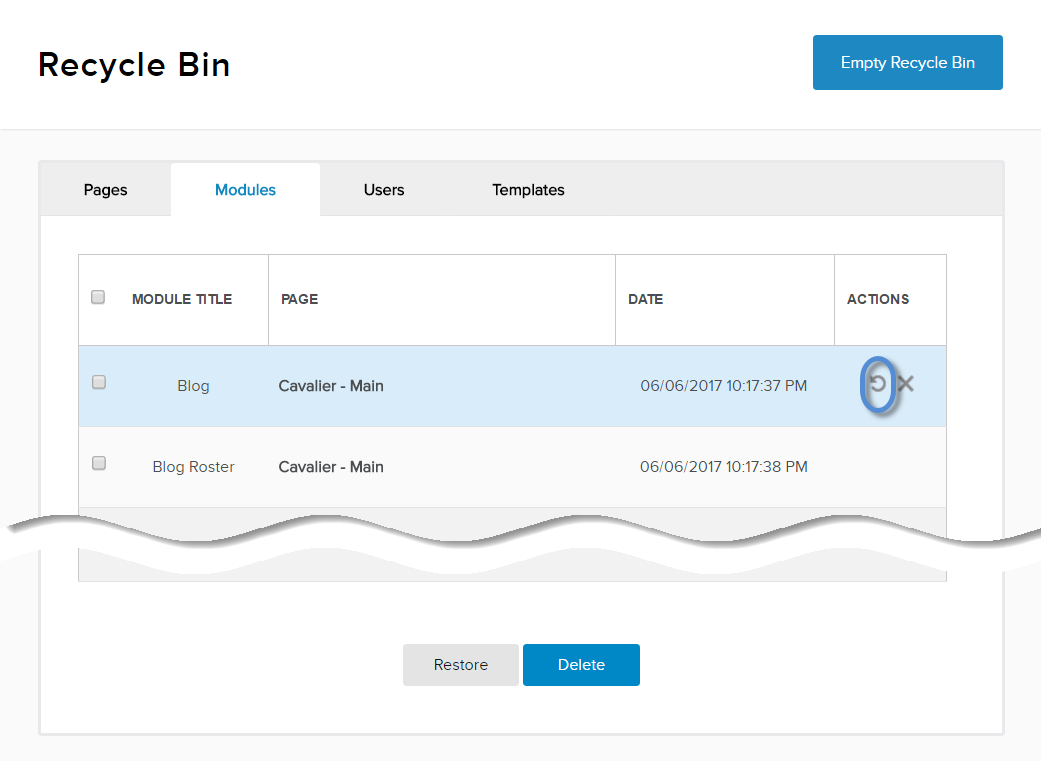 Recycle Bin
Empty Recycle Bin
Pages Modules Users Templates
MODULE TITLE PAGE DATE ACTIONS
Blog Cavalier - Main 06/06/2017 10:17:37 PM
Blog Roster Cavalier - Main 06/06/2017 10:17:38 PM
Restore Delete